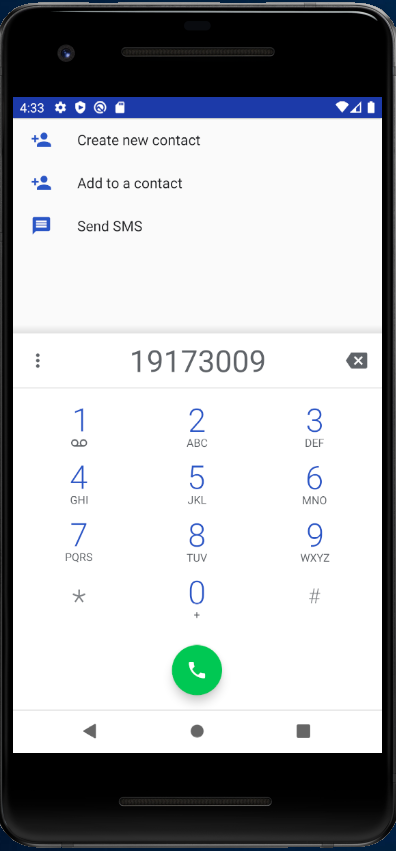 4:33
Create new contact
Add to a contact
Send SMS
19173009
1 2 3
ABC DEF
4 5 6
GHI JKL MNO
7 8 9
PQRS TUV WXYZ
* 0 #
+